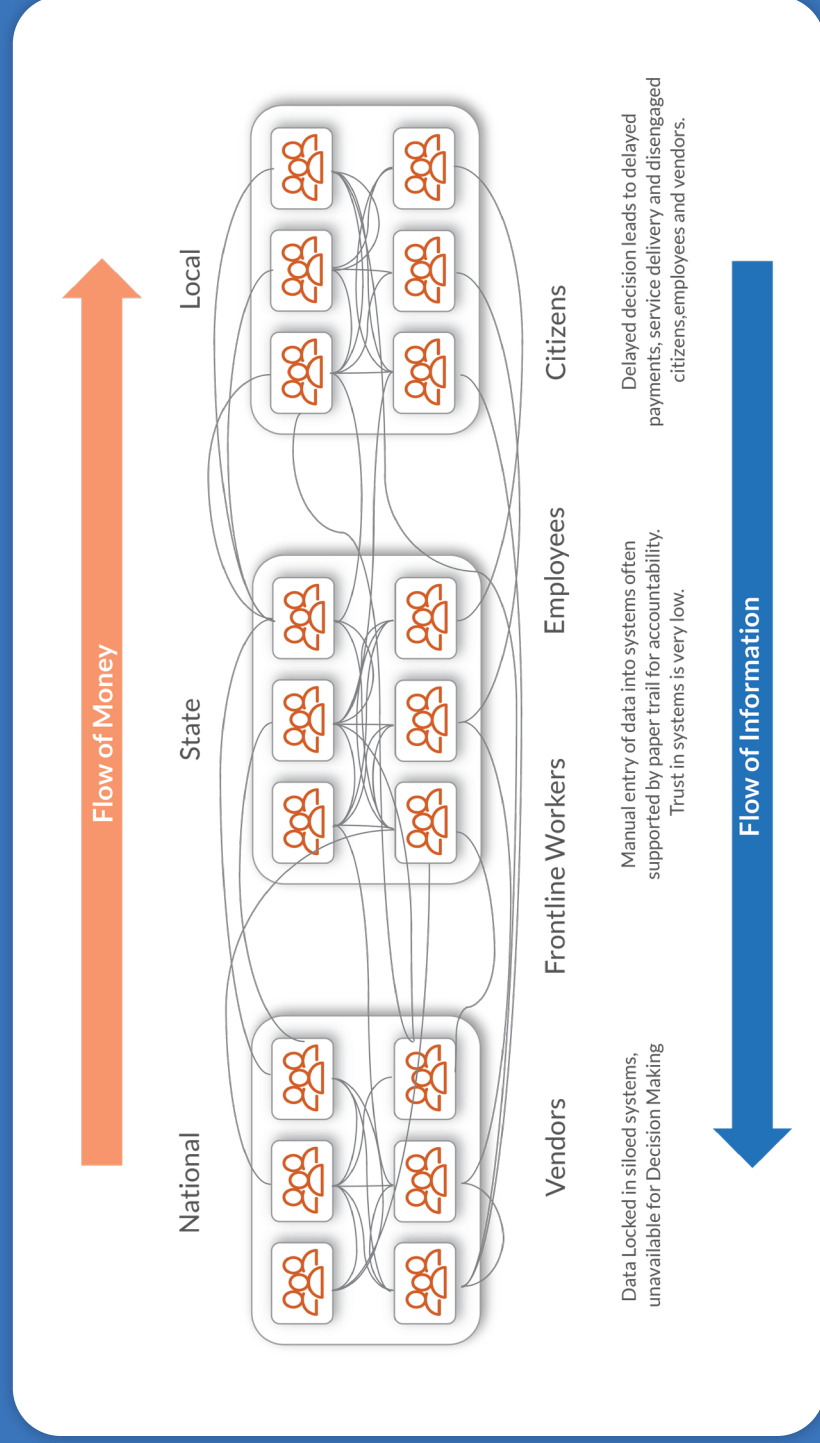 Flow of Money
National
State
Local
Vendors
Frontline Workers
Employees
Citizens
Data Locked in siloed systems,
unavailable for Decision Making
Manual entry of data into systems often
supported by paper trail for accountability.
Trust in systems is very low.
Delayed decision leads to delayed
payments, service delivery and disengaged
citizens,employees and vendors.
Flow of Information